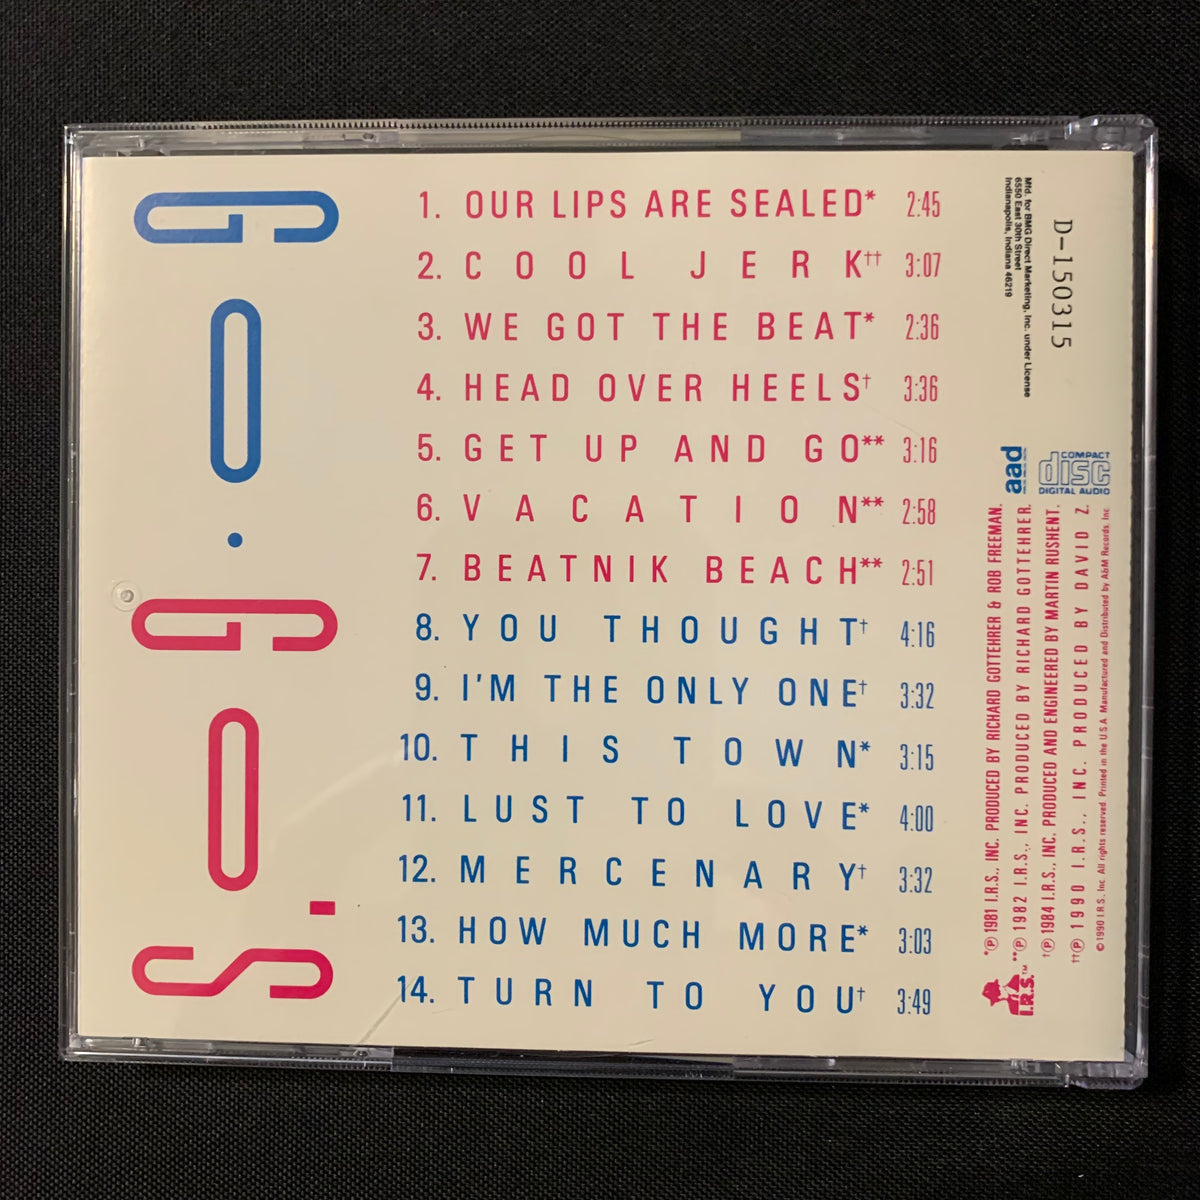 GO·GO'S
1. OUR LIPS ARE SEALED* 2:45
2. COOL JERK†† 3:07
3. WE GOT THE BEAT* 2:36
4. HEAD OVER HEELS† 3:36
5. GET UP AND GO** 3:16
6. VACATION** 2:58
7. BEATNIK BEACH** 2:51
8. YOU THOUGHT† 4:16
9. I'M THE ONLY ONE† 3:32
10. THIS TOWN* 3:15
11. LUST TO LOVE* 4:00
12. MERCENARY† 3:32
13. HOW MUCH MORE* 3:03
14. TURN TO YOU† 3:49
D-150315
Mfd. for BMG Direct Marketing, Inc. under License
6550 East 30th Street
Indianapolis, Indiana 46219
aad
COMPACT
disc
DIGITAL AUDIO
*℗ 1981 I.R.S., INC. PRODUCED BY RICHARD GOTTEHRER & ROB FREEMAN.
**℗ 1982 I.R.S., INC. PRODUCED BY RICHARD GOTTEHRER.
†℗ 1984 I.R.S., INC. PRODUCED AND ENGINEERED BY MARTIN RUSHENT.
††℗ 1990 I.R.S., INC. PRODUCED BY DAVID Z.
© 1990 I.R.S., Inc. All rights reserved. Printed in the U.S.A. Manufactured and Distributed by A&M Records, Inc.
I.R.S.™